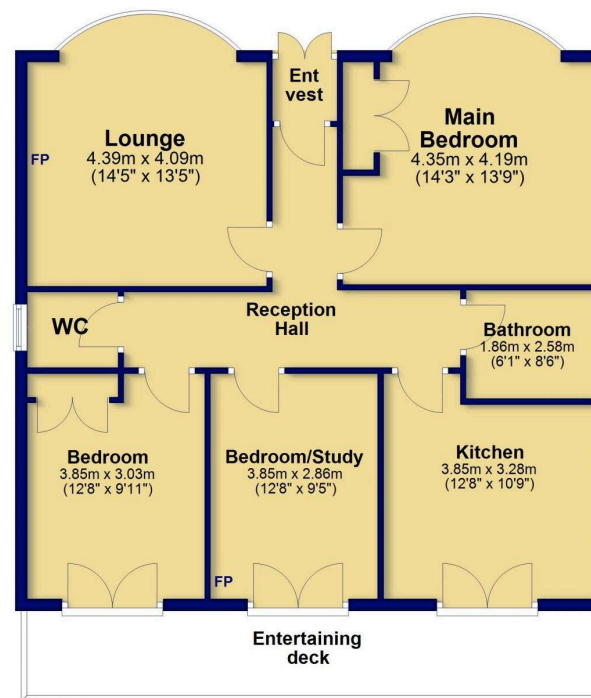 Ent
vest
Lounge
4.39m x 4.09m
(14'5" x 13'5")
FP
Main
Bedroom
4.35m x 4.19m
(14'3" x 13'9")
WC
Reception
Hall
Bathroom
1.86m x 2.58m
(6'1" x 8'6")
Bedroom
3.85m x 3.03m
(12'8" x 9'11")
Bedroom/Study
3.85m x 2.86m
(12'8" x 9'5")
FP
Kitchen
3.85m x 3.28m
(12'8" x 10'9")
Entertaining
deck